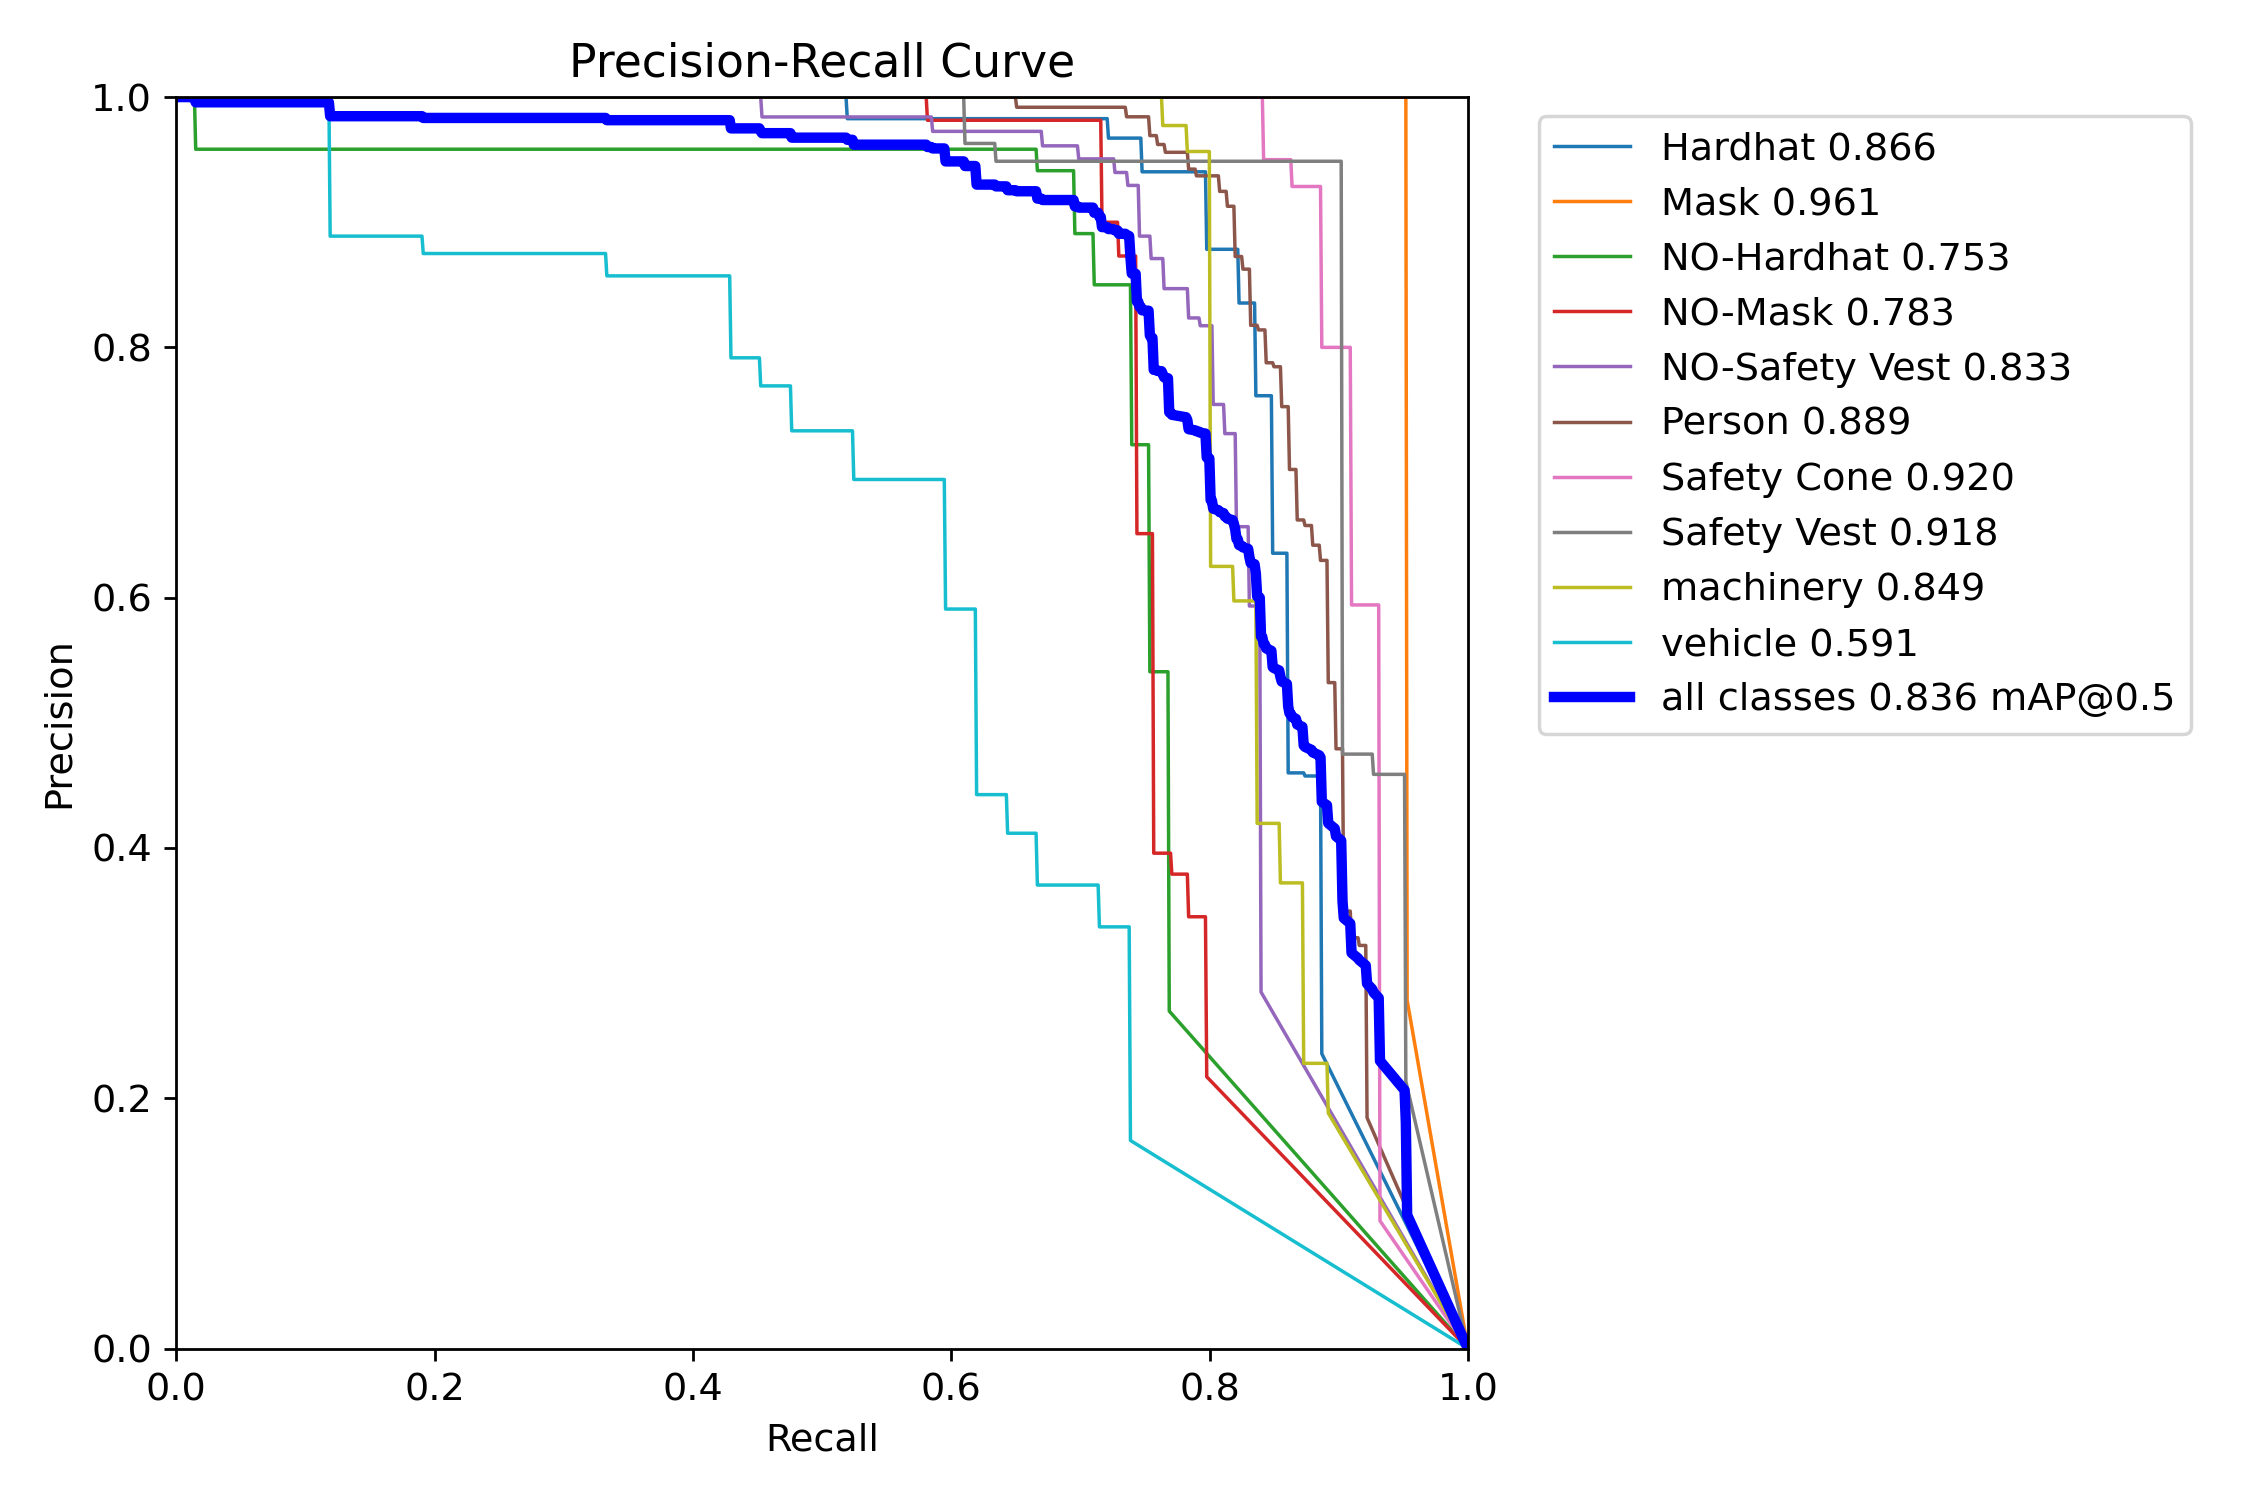 Precision-Recall Curve
1.0
0.8
0.6
0.4
0.2
0.0
Precision
0.0 0.2 0.4 0.6 0.8 1.0
Recall
Hardhat 0.866
Mask 0.961
NO-Hardhat 0.753
NO-Mask 0.783
NO-Safety Vest 0.833
Person 0.889
Safety Cone 0.920
Safety Vest 0.918
machinery 0.849
vehicle 0.591
all classes 0.836 mAP@0.5